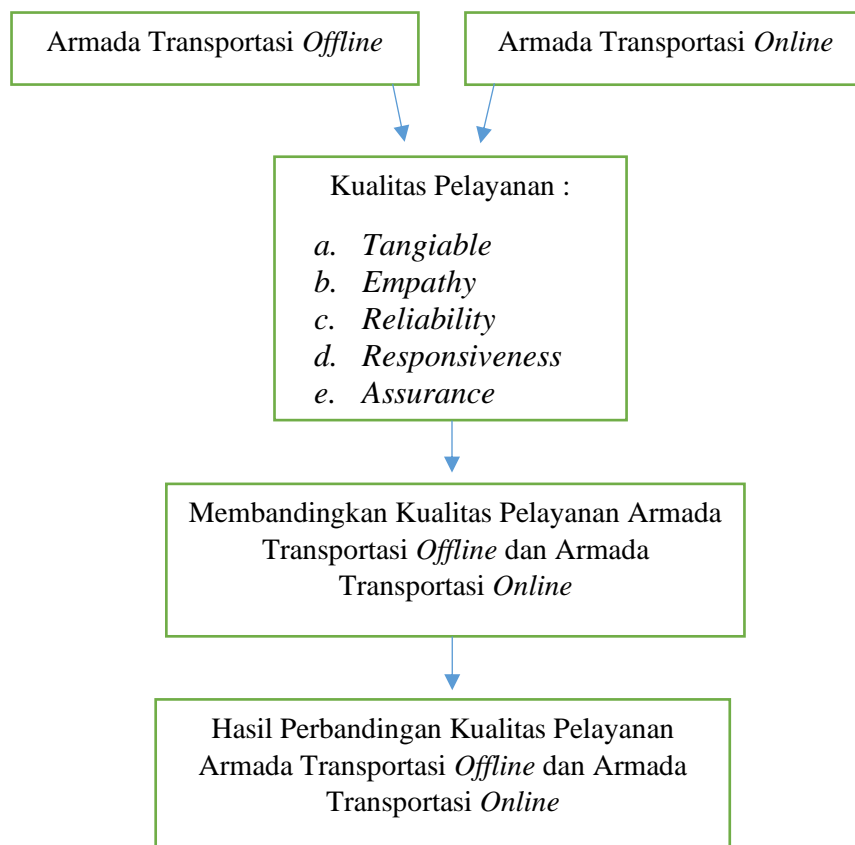 Armada Transportasi Offline
Armada Transportasi Online
Kualitas Pelayanan :
a. Tangiable
b. Empathy
c. Reliability
d. Responsiveness
e. Assurance
Membandingkan Kualitas Pelayanan Armada
Transportasi Offline dan Armada
Transportasi Online
Hasil Perbandingan Kualitas Pelayanan
Armada Transportasi Offline dan Armada
Transportasi Online